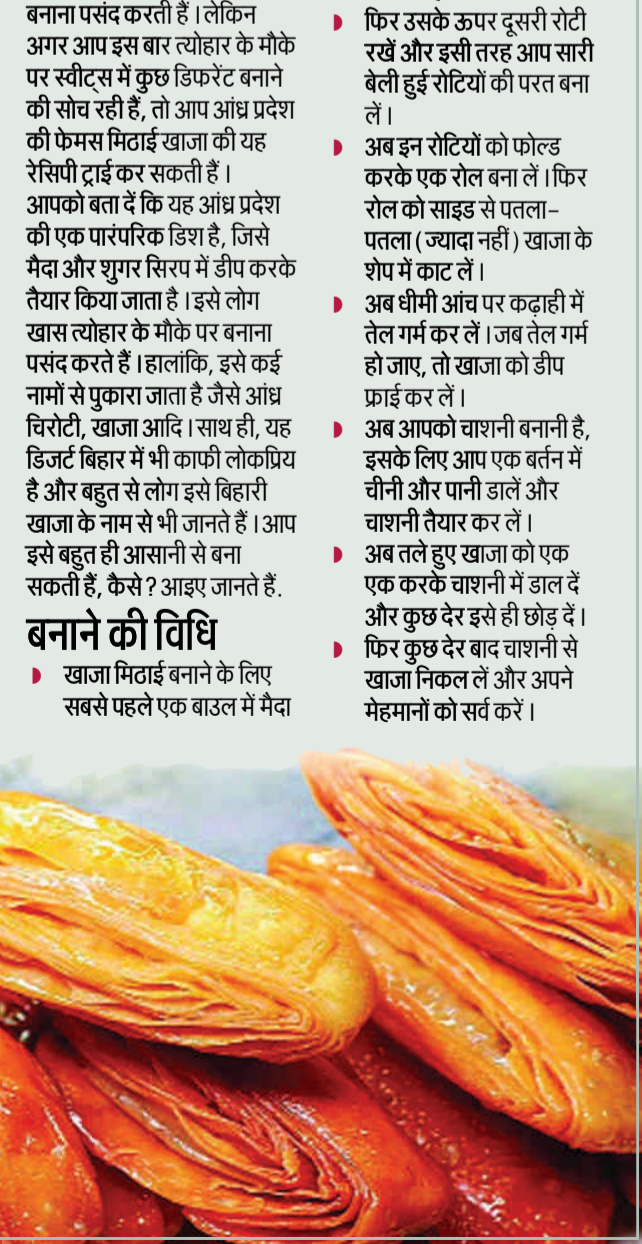 बनाना पसंद करती हैं । लेकिन
अगर आप इस बार त्योहार के मौके
पर स्वीट्स में कुछ डिफरेंट बनाने
की सोच रही हैं, तो आप आंध्र प्रदेश
की फेमस मिठाई खाजा की यह
रेसिपी ट्राई कर सकती हैं ।
आपको बता दें कि यह आंध्र प्रदेश
की एक पारंपरिक डिश है, जिसे
मैदा और शुगर सिरप में डीप करके
तैयार किया जाता है । इसे लोग
खास त्योहार के मौके पर बनाना
पसंद करते हैं । हालांकि, इसे कई
नामों से पुकारा जाता है जैसे आंध्र
चिरोटी, खाजा आदि । साथ ही, यह
डिजर्ट बिहार में भी काफी लोकप्रिय
है और बहुत से लोग इसे बिहारी
खाजा के नाम से भी जानते हैं । आप
इसे बहुत ही आसानी से बना
सकती हैं, कैसे ? आइए जानते हैं.
बनाने की विधि
खाजा मिठाई बनाने के लिए
सबसे पहले एक बाउल में मैदा
फिर उसके ऊपर दूसरी रोटी
रखें और इसी तरह आप सारी
बेली हुई रोटियों की परत बना
लें ।
अब इन रोटियों को फोल्ड
करके एक रोल बना लें । फिर
रोल को साइड से पतला-
पतला ( ज्यादा नहीं ) खाजा के
शेप में काट लें ।
अब धीमी आंच पर कढ़ाही में
तेल गर्म कर लें । जब तेल गर्म
हो जाए, तो खाजा को डीप
फ्राई कर लें ।
अब आपको चाशनी बनानी है,
इसके लिए आप एक बर्तन में
चीनी और पानी डालें और
चाशनी तैयार कर लें ।
अब तले हुए खाजा को एक
एक करके चाशनी में डाल दें
और कुछ देर इसे ही छोड़ दें ।
फिर कुछ देर बाद चाशनी से
खाजा निकल लें और अपने
मेहमानों को सर्व करें ।